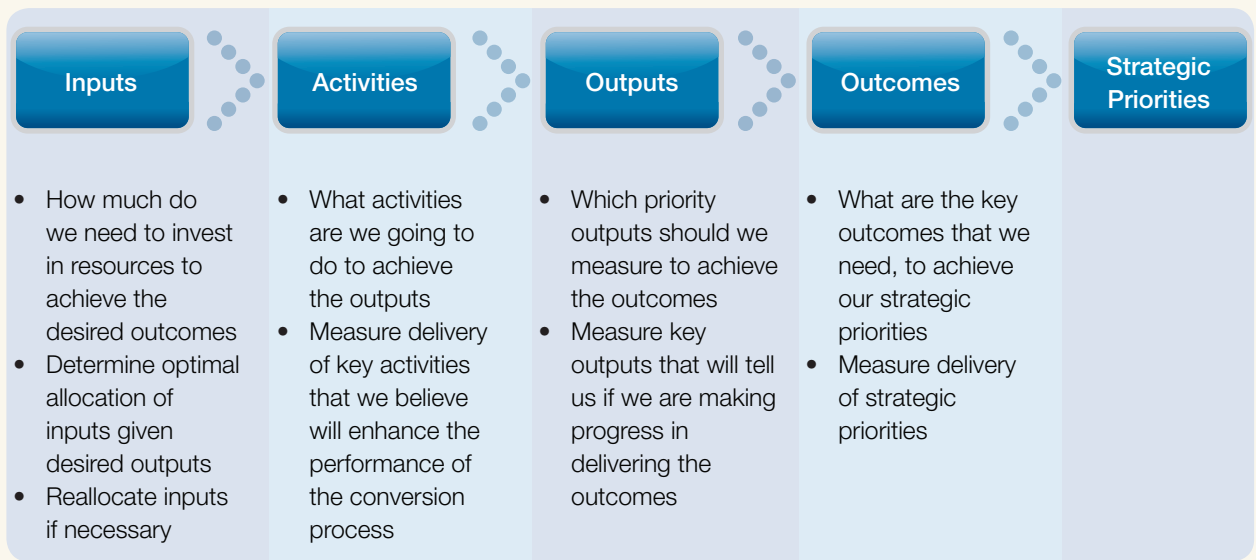 Inputs
Activities
Outputs
Outcomes
Strategic
Priorities
• How much do
we need to invest
in resources to
achieve the
desired outcomes
• Determine optimal
allocation of
inputs given
desired outputs
• Reallocate inputs
if necessary
• What activities
are we going to
do to achieve
the outputs
• Measure delivery
of key activities
that we believe
will enhance the
performance of
the conversion
process
• Which priority
outputs should we
measure to achieve
the outcomes
• Measure key
outputs that will tell
us if we are making
progress in
delivering the
outcomes
• What are the key
outcomes that we
need, to achieve
our strategic
priorities
• Measure delivery
of strategic
priorities